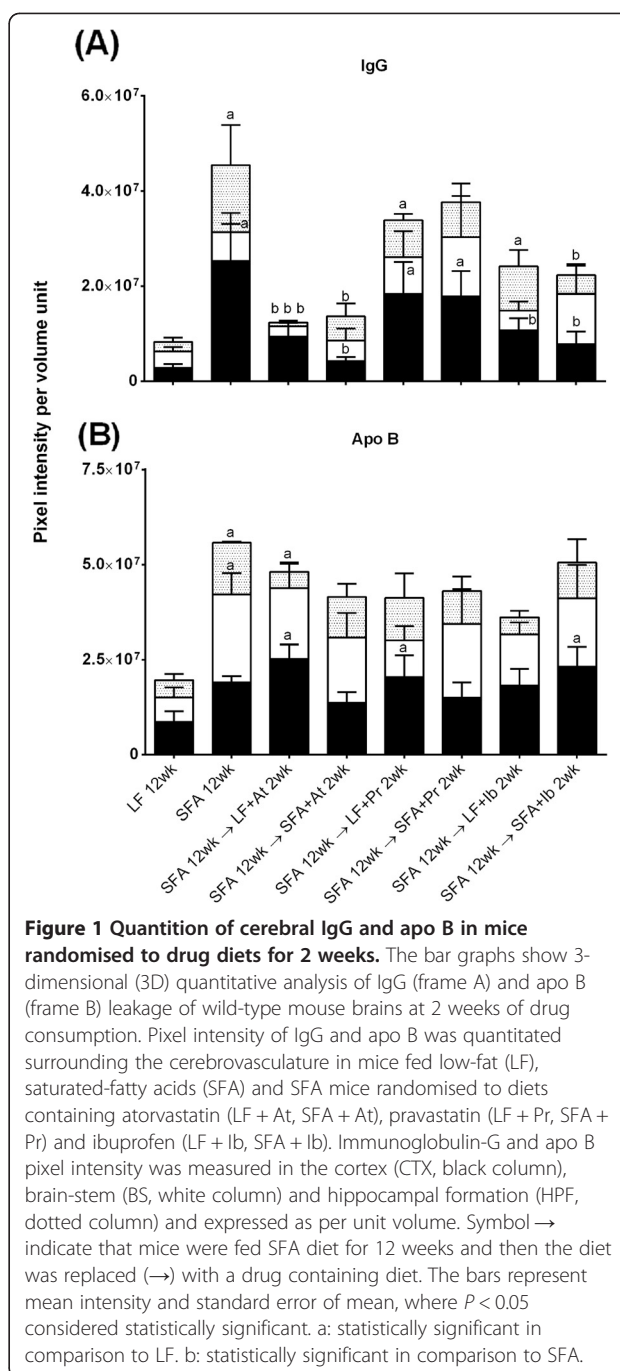 (A)
IgG
6.0×10⁷
4.0×10⁷
2.0×10⁷
0
a
a
b b b
b
b
a
a
a
a
b
b
b
Pixel intensity per volume unit
(B)
Apo B
7.5×10⁷
5.0×10⁷
2.5×10⁷
0
a
a
a
a
a
a
LF 12wk
SFA 12wk
SFA 12wk → LF+At 2wk
SFA 12wk → SFA+At 2wk
SFA 12wk → LF+Pr 2wk
SFA 12wk → SFA+Pr 2wk
SFA 12wk → LF+Ib 2wk
SFA 12wk → SFA+Ib 2wk
Figure 1 Quantition of cerebral IgG and apo B in mice
randomised to drug diets for 2 weeks. The bar graphs show 3-
dimensional (3D) quantitative analysis of IgG (frame A) and apo B
(frame B) leakage of wild-type mouse brains at 2 weeks of drug
consumption. Pixel intensity of IgG and apo B was quantitated
surrounding the cerebrovasculature in mice fed low-fat (LF),
saturated-fatty acids (SFA) and SFA mice randomised to diets
containing atorvastatin (LF + At, SFA + At), pravastatin (LF + Pr, SFA +
Pr) and ibuprofen (LF + Ib, SFA + Ib). Immunoglobulin-G and apo B
pixel intensity was measured in the cortex (CTX, black column),
brain-stem (BS, white column) and hippocampal formation (HPF,
dotted column) and expressed as per unit volume. Symbol →
indicate that mice were fed SFA diet for 12 weeks and then the diet
was replaced (→) with a drug containing diet. The bars represent
mean intensity and standard error of mean, where P < 0.05
considered statistically significant. a: statistically significant in
comparison to LF. b: statistically significant in comparison to SFA.